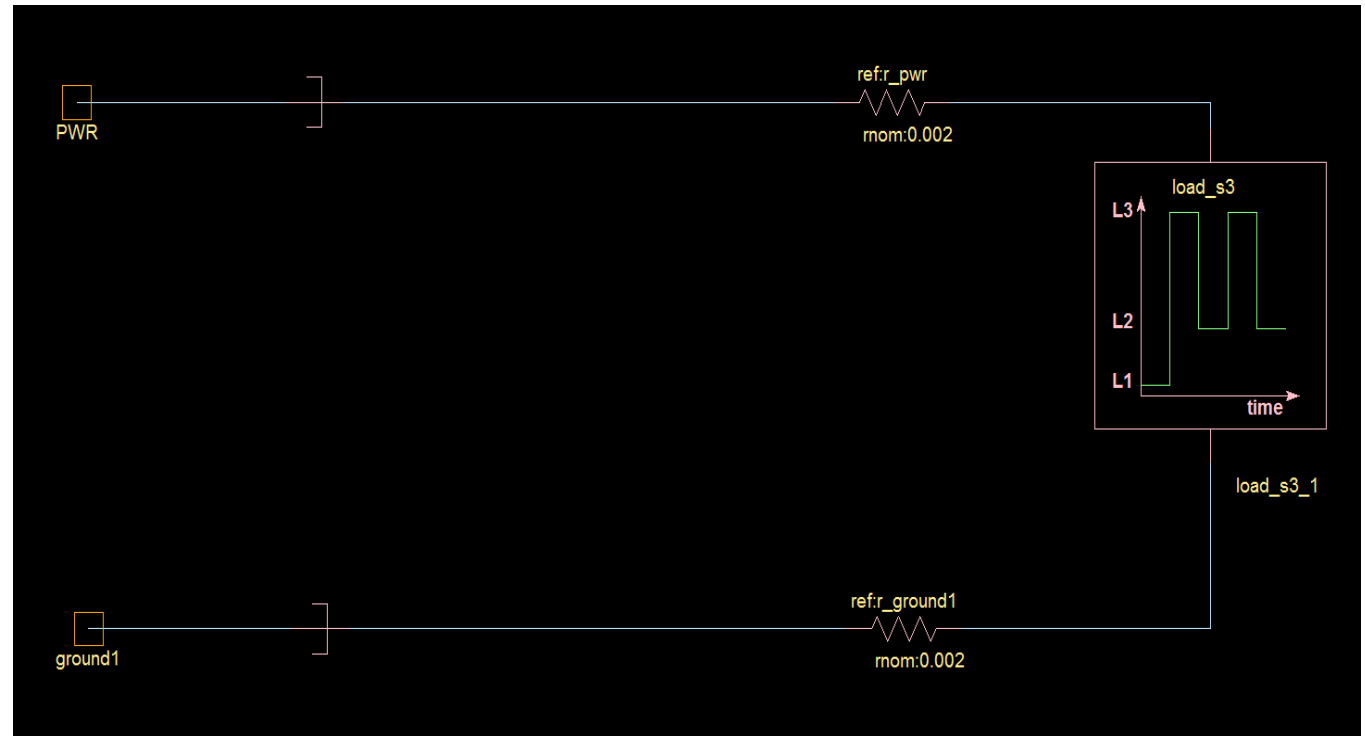 ref:r_pwr
PWR
rnom:0.002
load_s3
L3
L2
L1
time
load_s3_1
ref:r_ground1
ground1
rnom:0.002